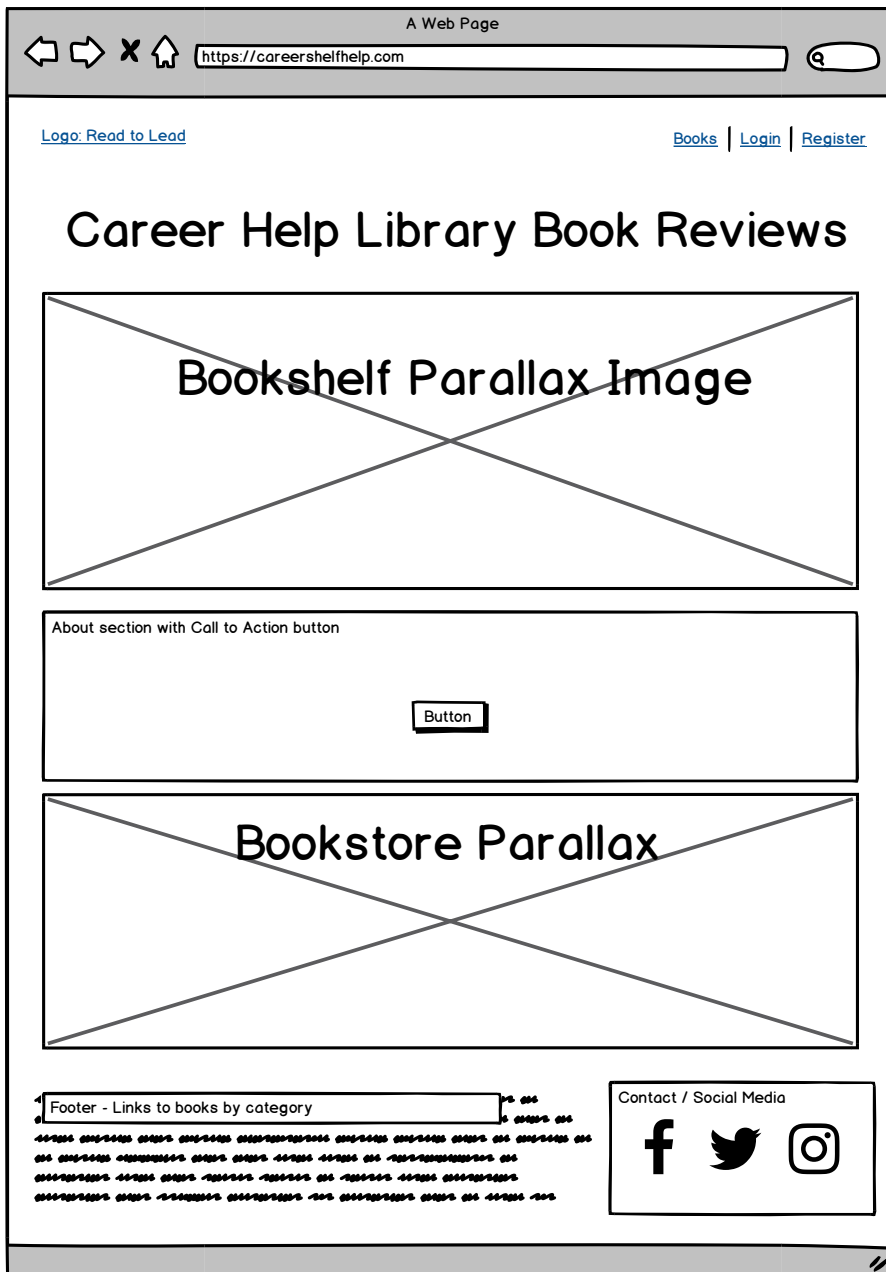 A Web Page
https://careershelfhelp.com
Logo: Read to Lead
Books | Login | Register
Career Help Library Book Reviews
Bookshelf Parallax Image
About section with Call to Action button
Button
Bookstore Parallax
Footer - Links to books by category
Contact / Social Media